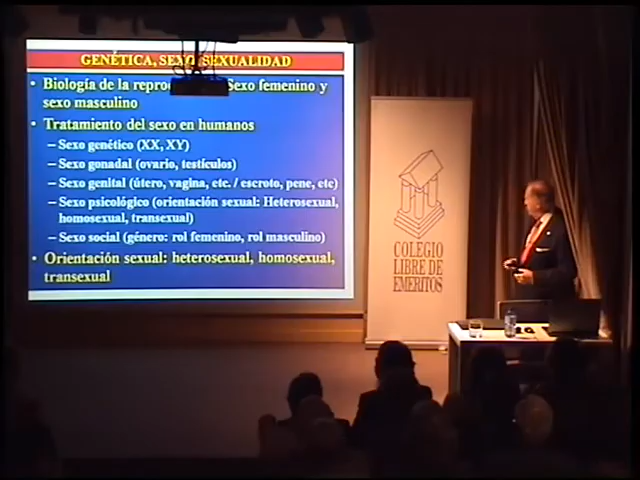 GENÉTICA, SEXO, SEXUALIDAD
• Biología de la repro Sexo femenino y
sexo masculino
• Tratamiento del sexo en humanos
– Sexo genético (XX, XY)
– Sexo gonadal (ovario, testículos)
– Sexo genital (útero, vagina, etc. / escroto, pene, etc)
– Sexo psicológico (orientación sexual: Heterosexual,
homosexual, transexual)
– Sexo social (género: rol femenino, rol masculino)
• Orientación sexual: heterosexual, homosexual,
transexual
COLEGIO
LIBRE DE
EMÉRITOS